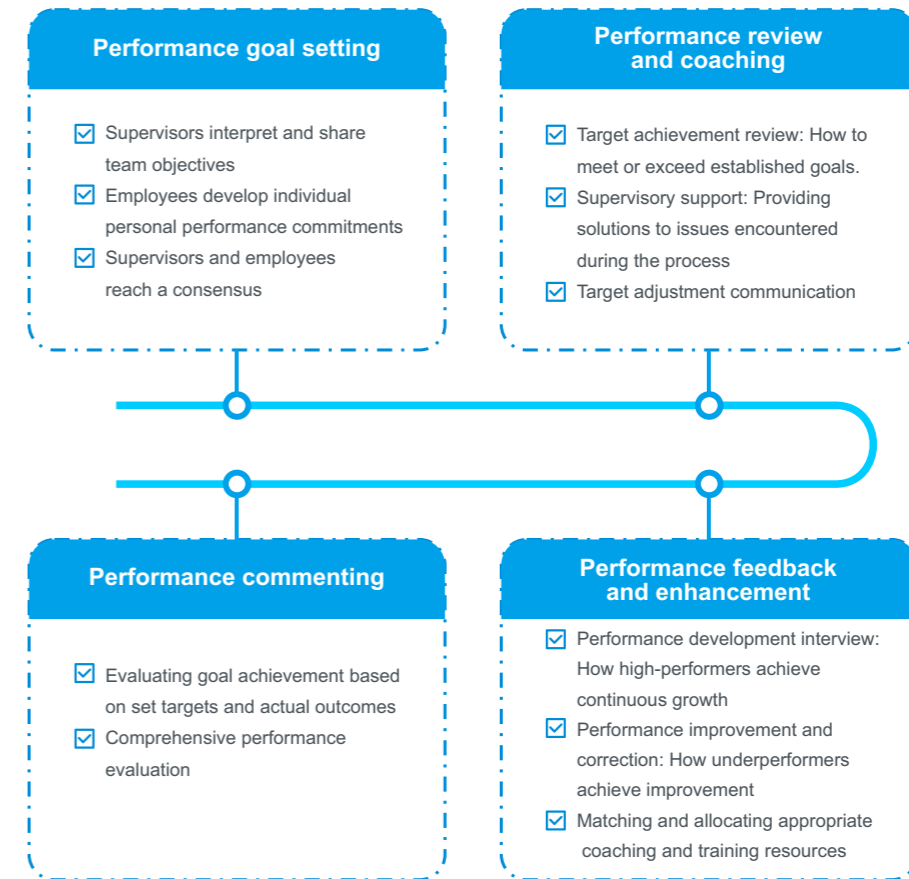 Performance goal setting
Supervisors interpret and share
team objectives
Employees develop individual
personal performance commitments
Supervisors and employees
reach a consensus
Performance review
and coaching
Target achievement review: How to
meet or exceed established goals.
Supervisory support: Providing
solutions to issues encountered
during the process
Target adjustment communication
Performance commenting
Evaluating goal achievement based
on set targets and actual outcomes
Comprehensive performance
evaluation
Performance feedback
and enhancement
Performance development interview:
How high-performers achieve
continuous growth
Performance improvement and
correction: How underperformers
achieve improvement
Matching and allocating appropriate
coaching and training resources